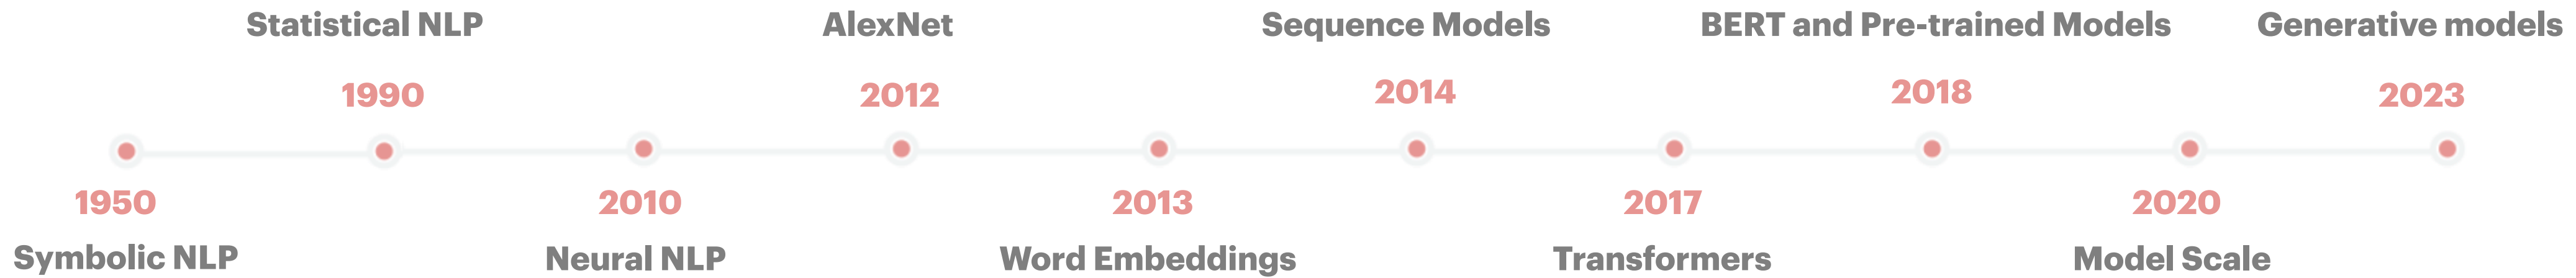 Statistical NLP
AlexNet
Sequence Models
BERT and Pre-trained Models
Generative models
1990
2012
2014
2018
2023
1950
2010
2013
2017
2020
Symbolic NLP
Neural NLP
Word Embeddings
Transformers
Model Scale